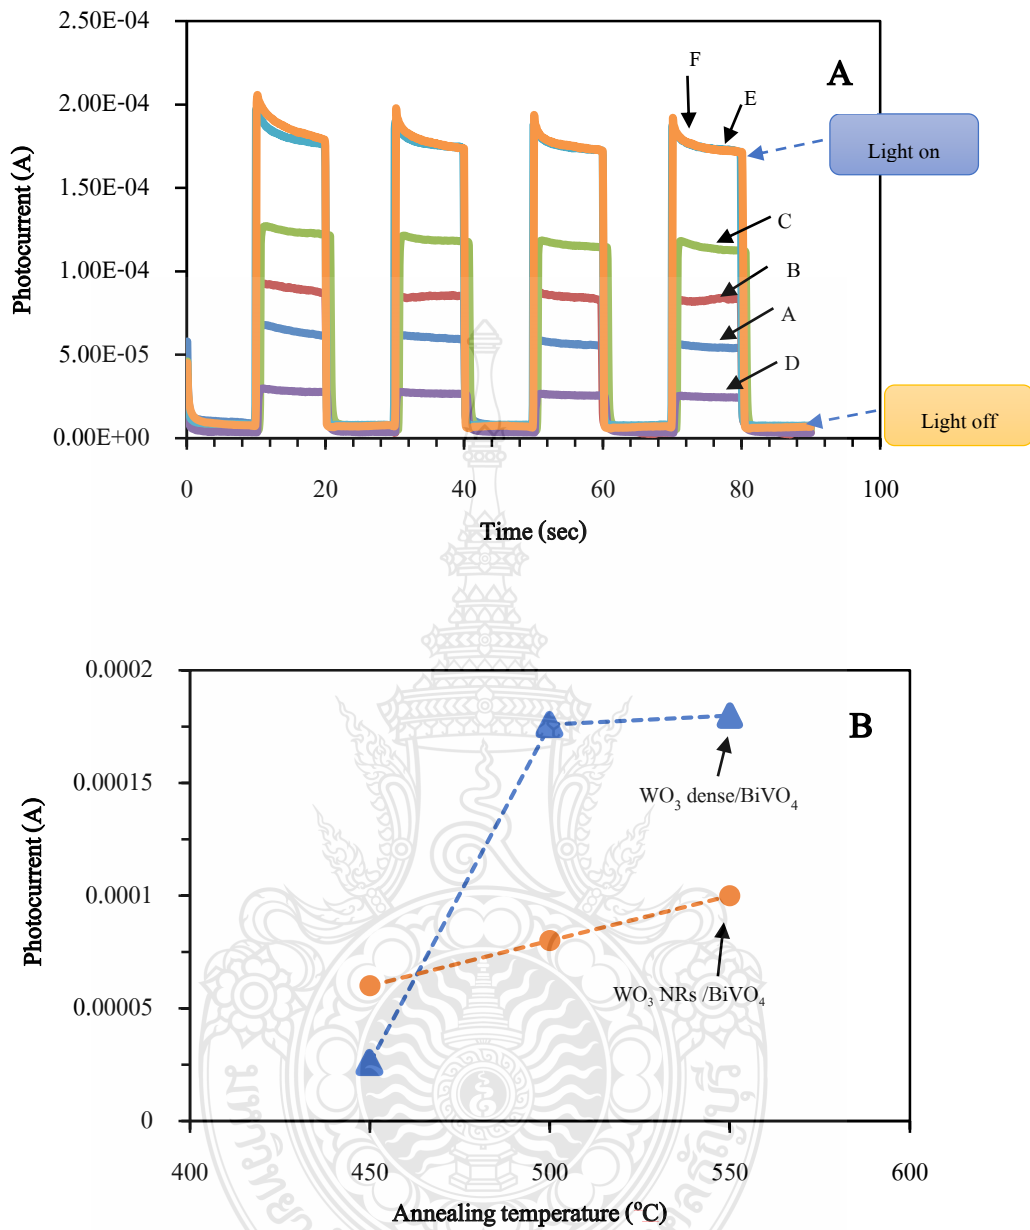 2.50E-04
2.00E-04
1.50E-04
1.00E-04
5.00E-05
0.00E+00
Photocurrent (A)
0
20
40
60
80
100
Time (sec)
A
F
E
C
B
A
D
Light on
Light off
0.0002
0.00015
0.0001
0.00005
0
Photocurrent (A)
400
450
500
550
600
Annealing temperature (°C)
B
WO₃ dense/BiVO₄
WO₃ NRs /BiVO₄